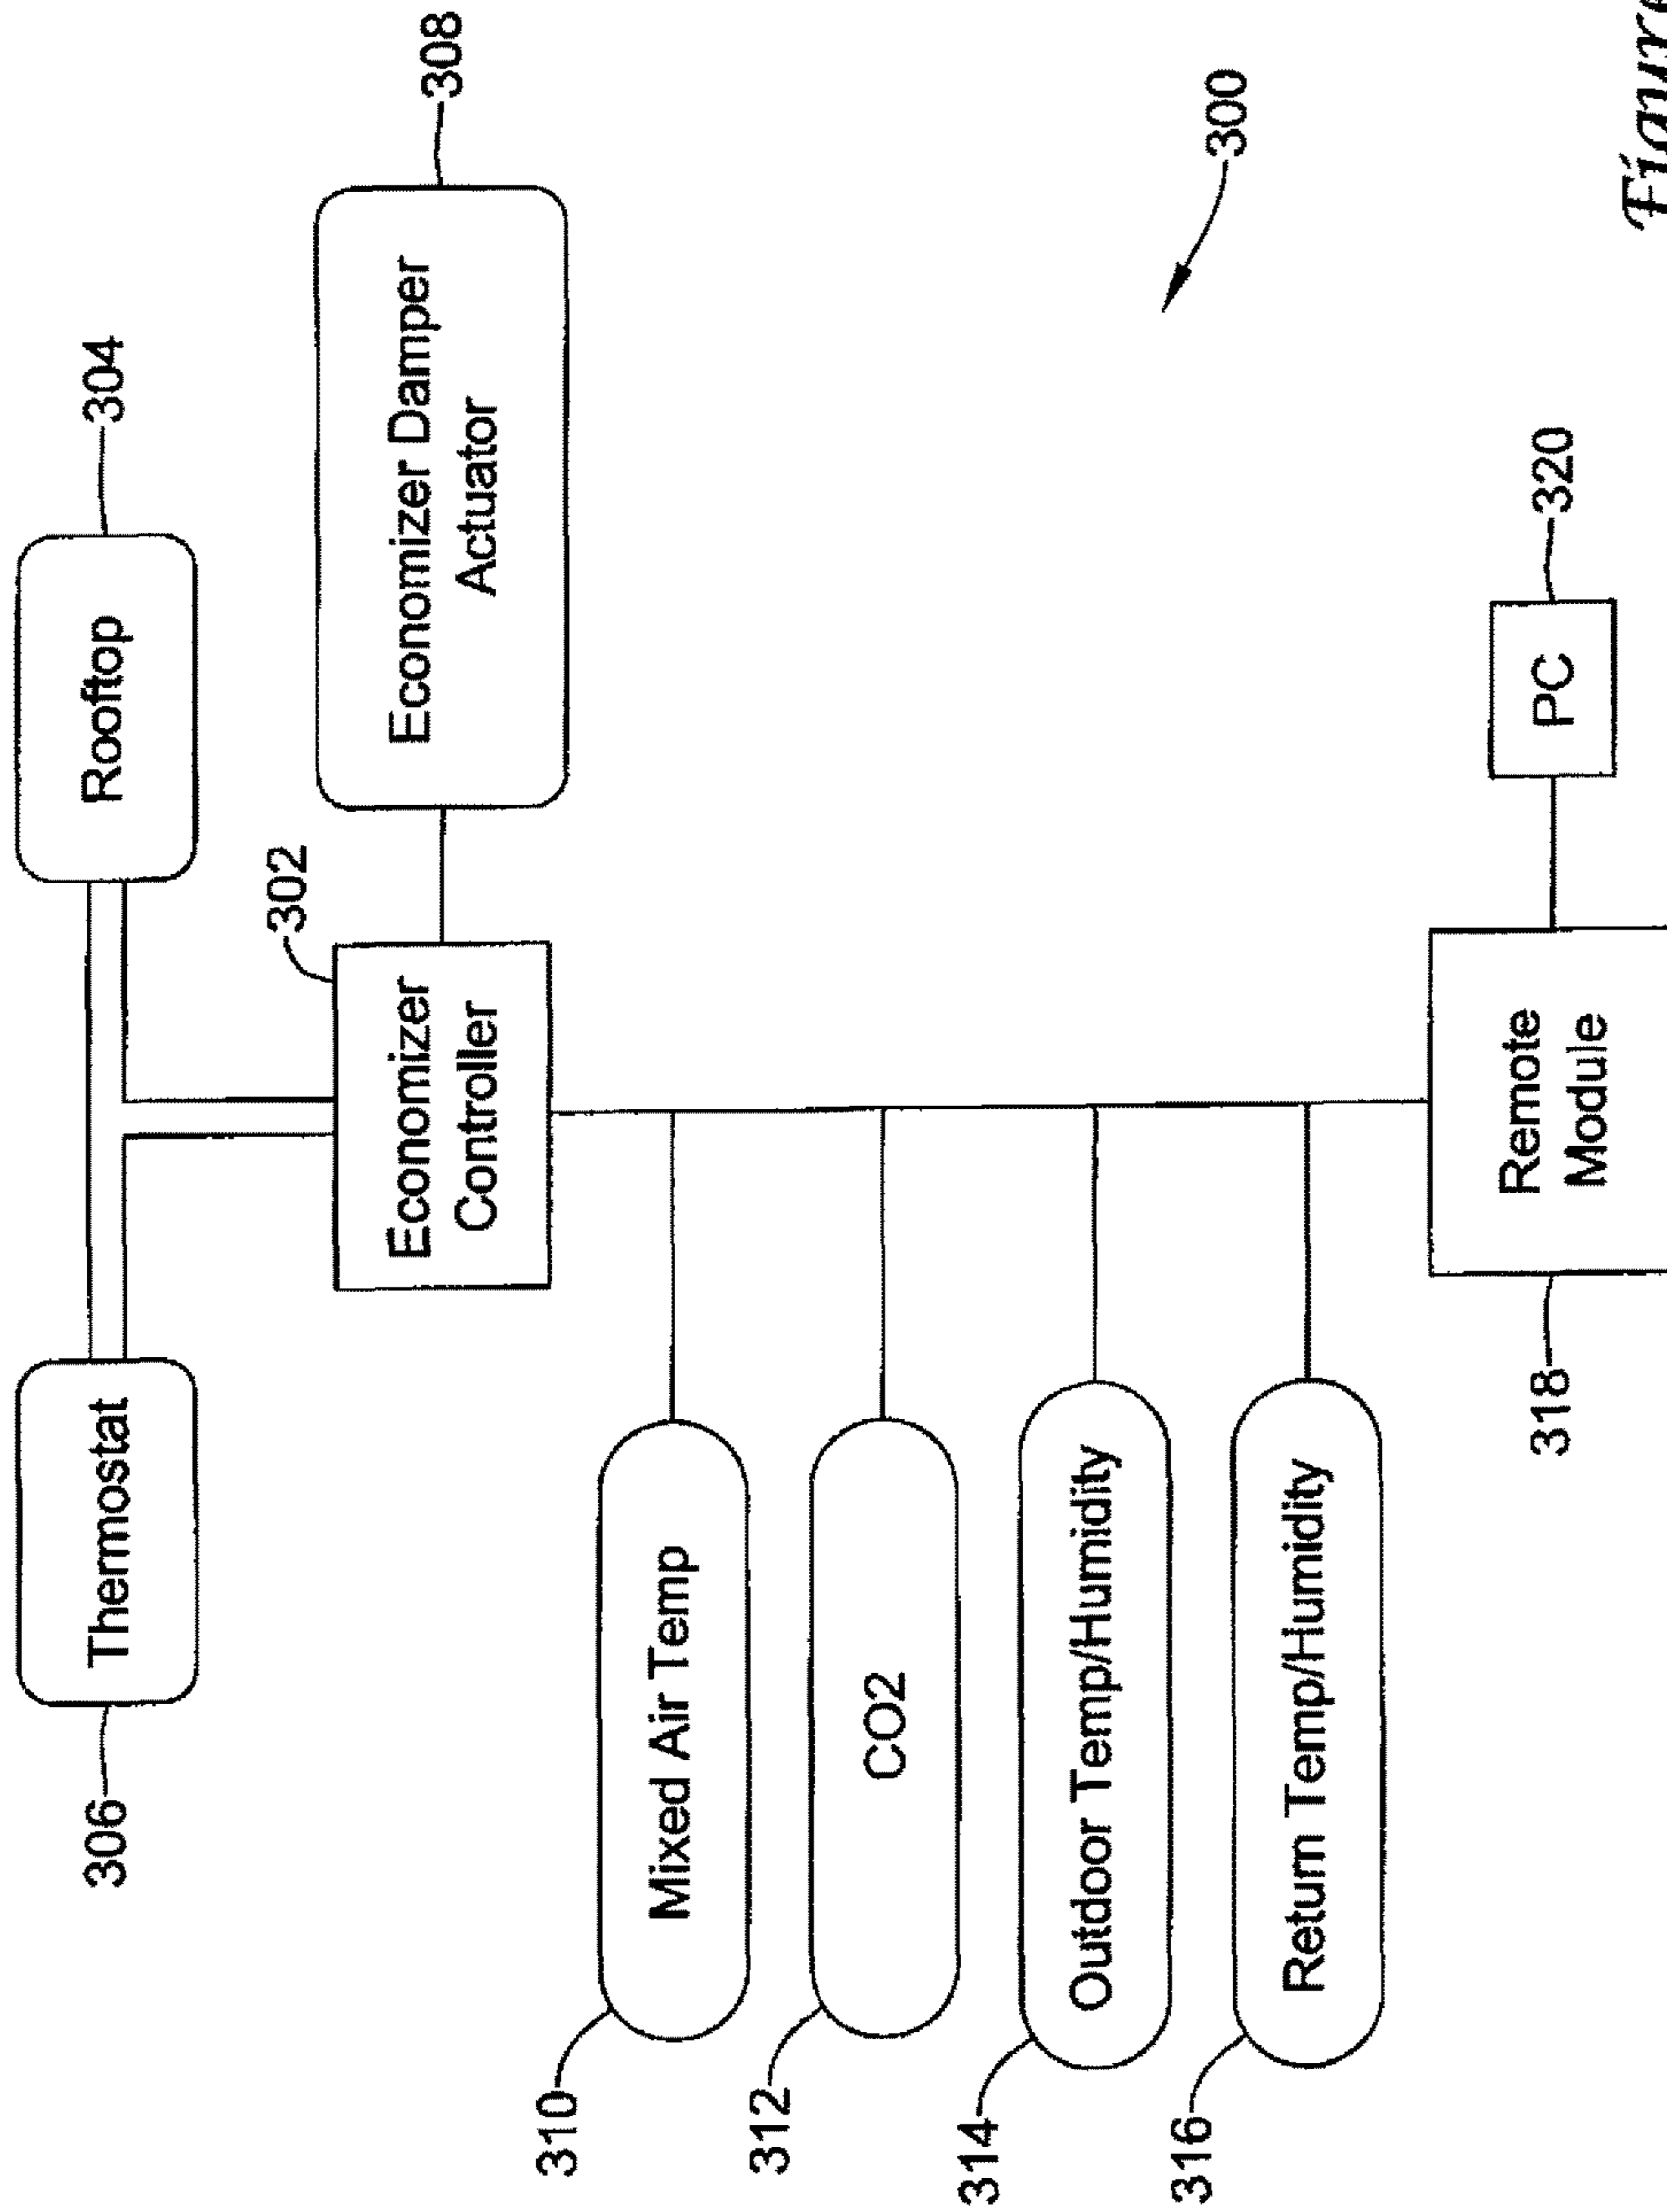 306
Thermostat
Rooftop
304
302
Economizer
Controller
Economizer Damper
Actuator
308
310
Mixed Air Temp
312
CO2
314
Outdoor Temp/Humidity
316
Return Temp/Humidity
300
318
Remote
Module
PC
320